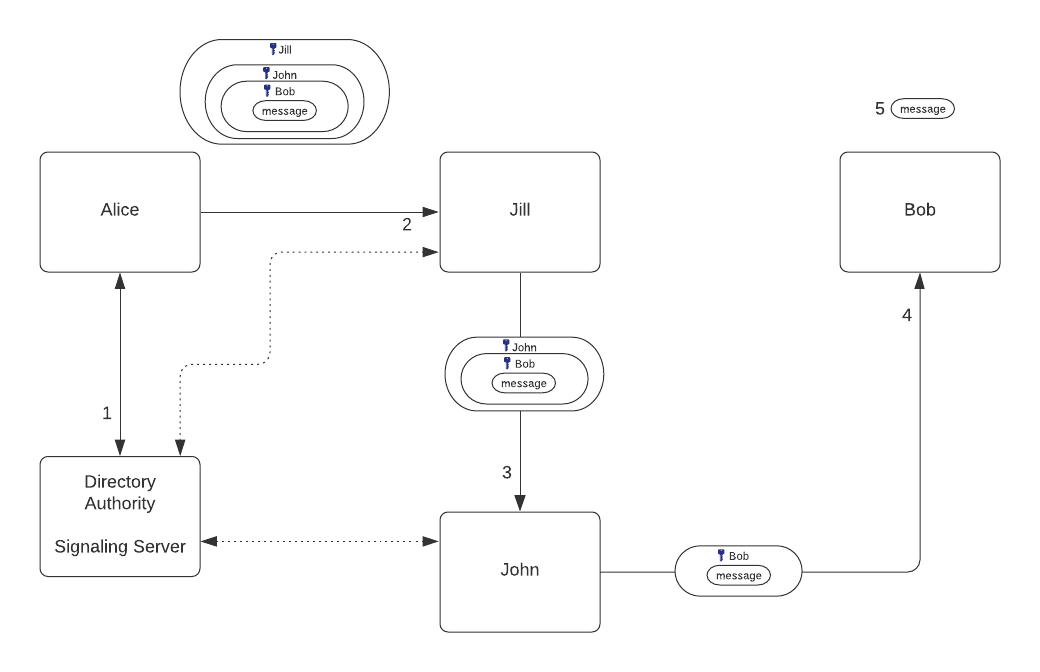 Jill
John
Bob
message
5 message
Alice
Jill
Bob
2
4
John
Bob
message
1
3
Directory
Authority
Signaling Server
John
Bob
message